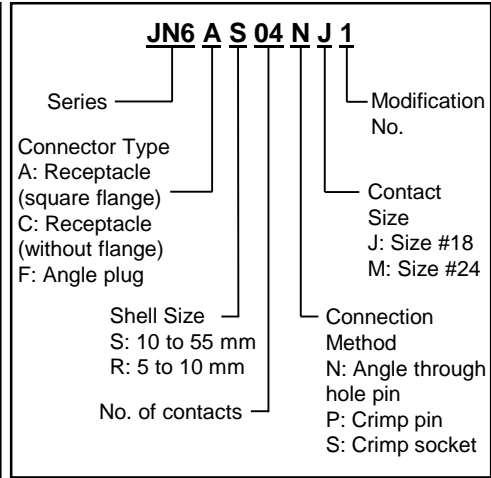 JN6 A S 04 N J 1
Series
Modification
No.
Connector Type
A: Receptacle
(square flange)
C: Receptacle
(without flange)
F: Angle plug
Contact
Size
J: Size #18
M: Size #24
Shell Size
S: 10 to 55 mm
R: 5 to 10 mm
No. of contacts
Connection
Method
N: Angle through
hole pin
P: Crimp pin
S: Crimp socket